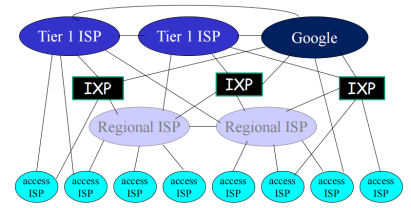 Tier 1 ISP
Tier 1 ISP
Google
IXP
IXP
IXP
Regional ISP
Regional ISP
access
ISP
access
ISP
access
ISP
access
ISP
access
ISP
access
ISP
access
ISP
access
ISP